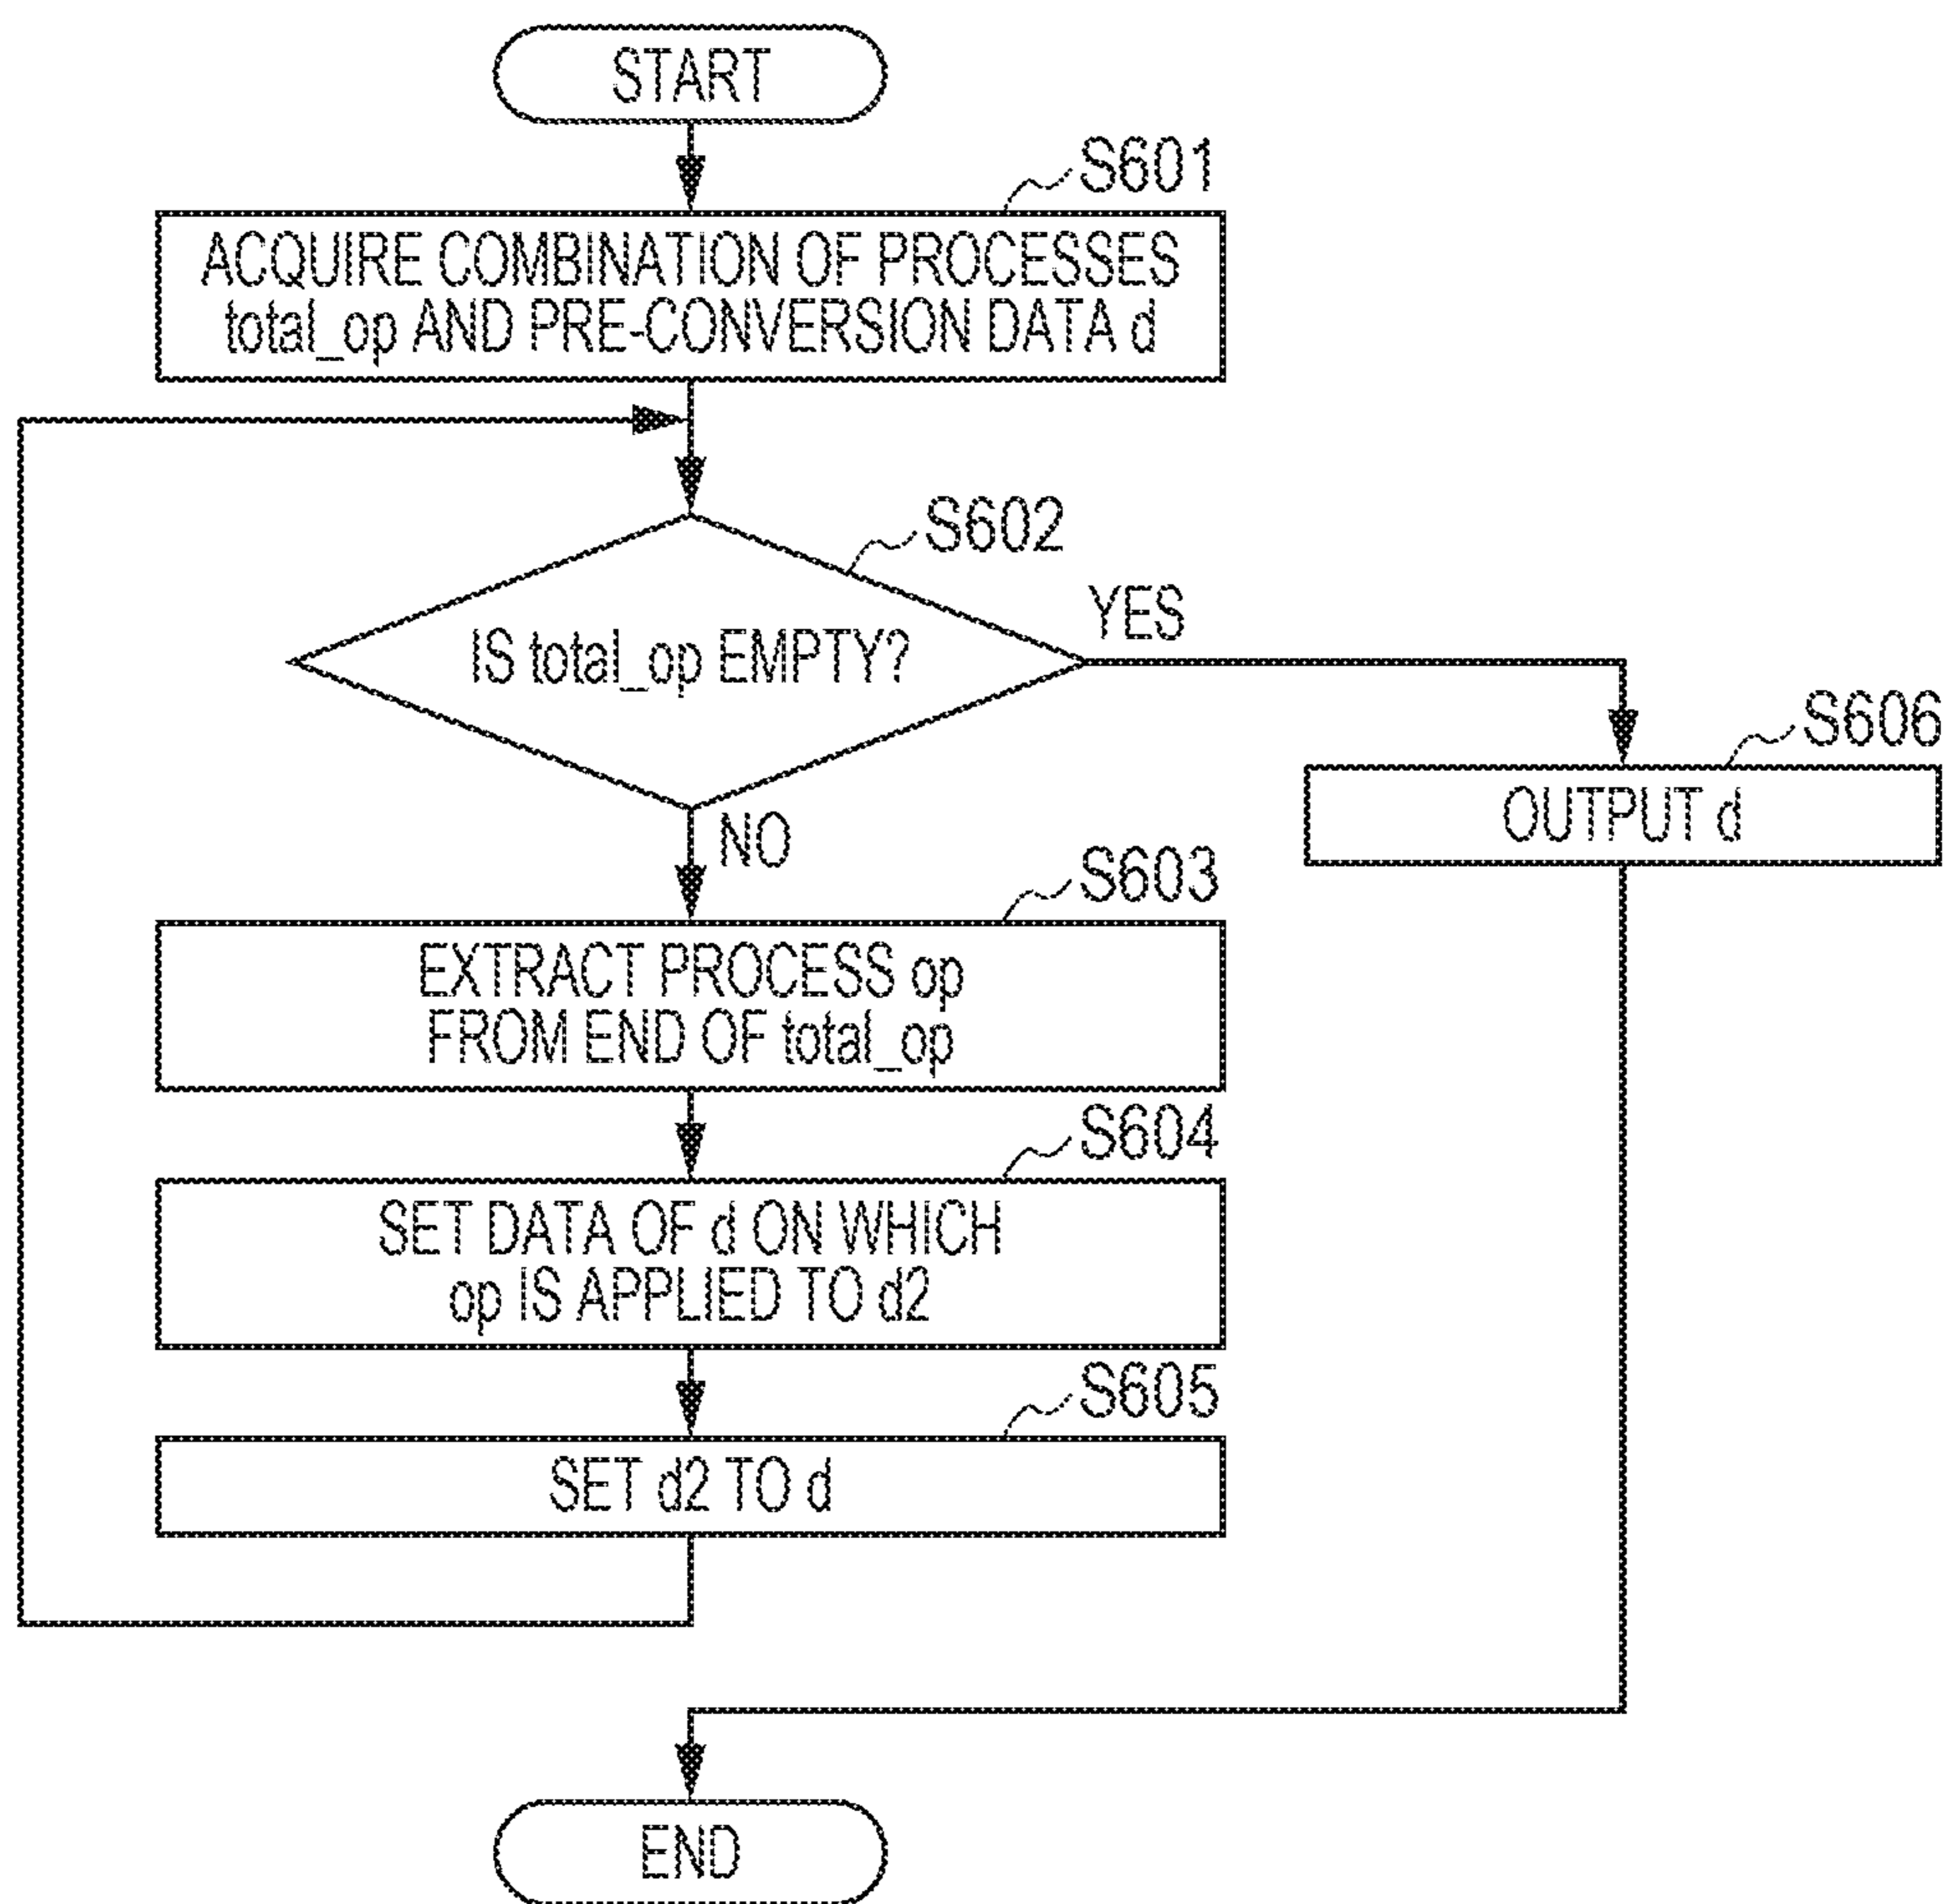 START
S601
ACQUIRE COMBINATION OF PROCESSES
total_op AND PRE-CONVERSION DATA d
S602
IS total_op EMPTY?
YES
NO
S606
OUTPUT d
S603
EXTRACT PROCESS op
FROM END OF total_op
S604
SET DATA OF d ON WHICH
op IS APPLIED TO d2
S605
SET d2 TO d
END